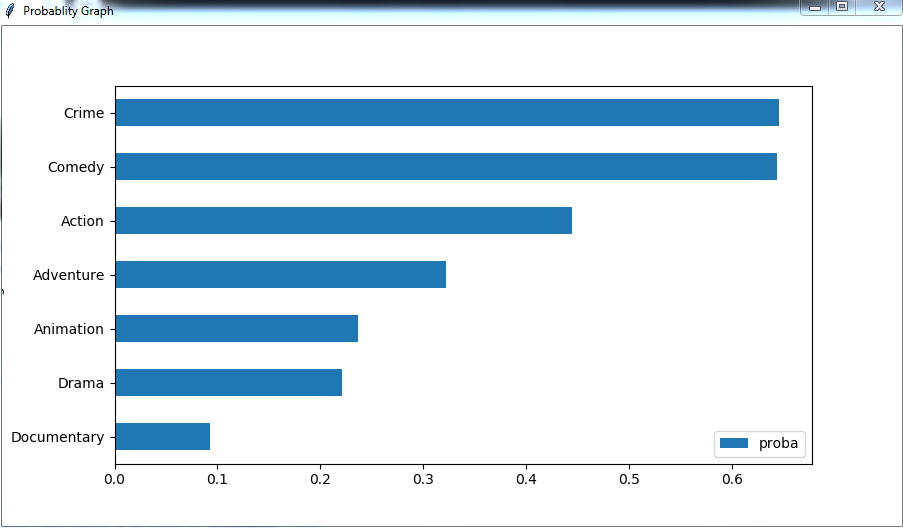 Probablity Graph
Crime
Comedy
Action
Adventure
Animation
Drama
Documentary
proba
0.0 0.1 0.2 0.3 0.4 0.5 0.6